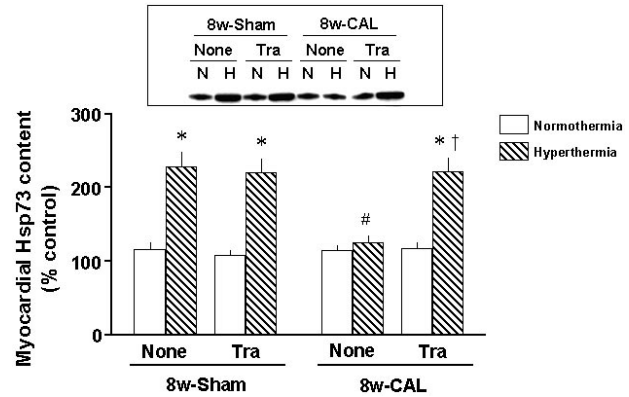 8w-Sham 8w-CAL
None Tra None Tra
N H N H N H N H
Myocardial Hsp73 content
(% control)
300
200
100
0
* * # * †
Normothermia
Hyperthermia
None Tra None Tra
8w-Sham 8w-CAL